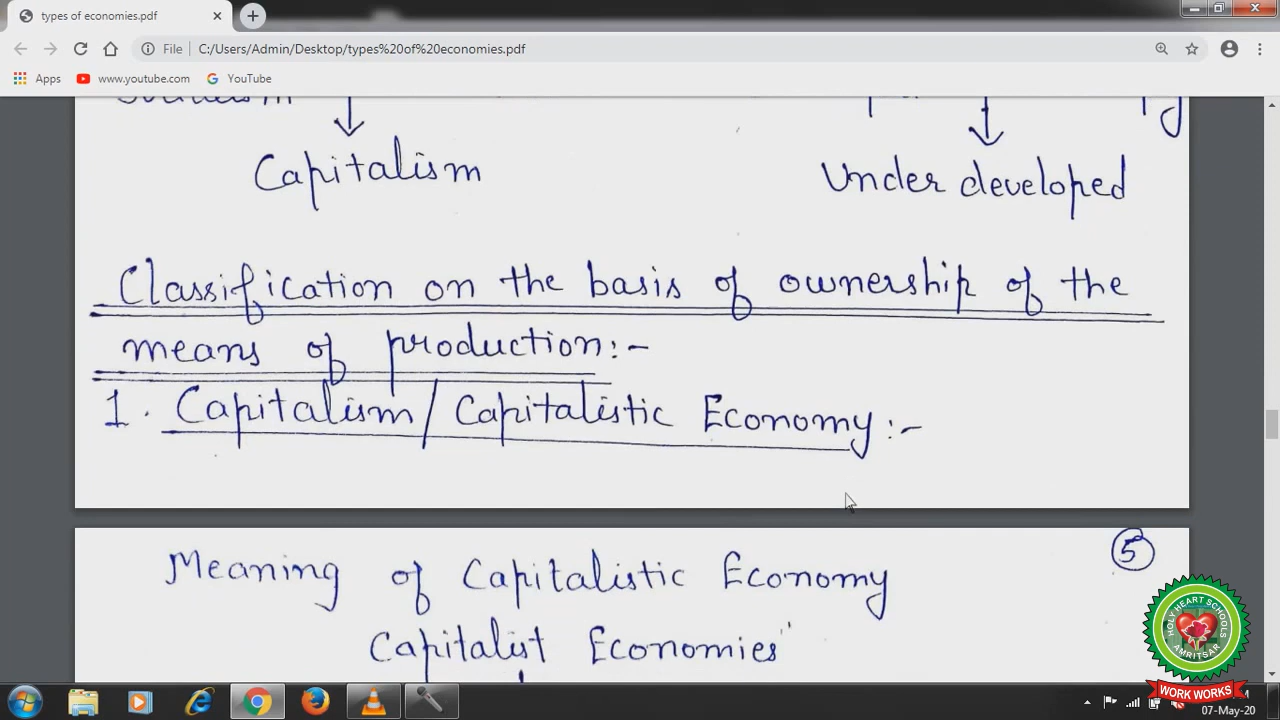 types of economies.pdf
File C:/Users/Admin/Desktop/types%20of%20economies.pdf
Apps www.youtube.com YouTube
Capitalism
Under developed
Classification on the basis of ownership of the
means of production:-
1. Capitalism/Capitalistic Economy:-
5
Meaning of Capitalistic Economy
Capitalist Economies
HOLY HEART SCHOOLS
AMRITSAR
WORK WORKS
07-May-20